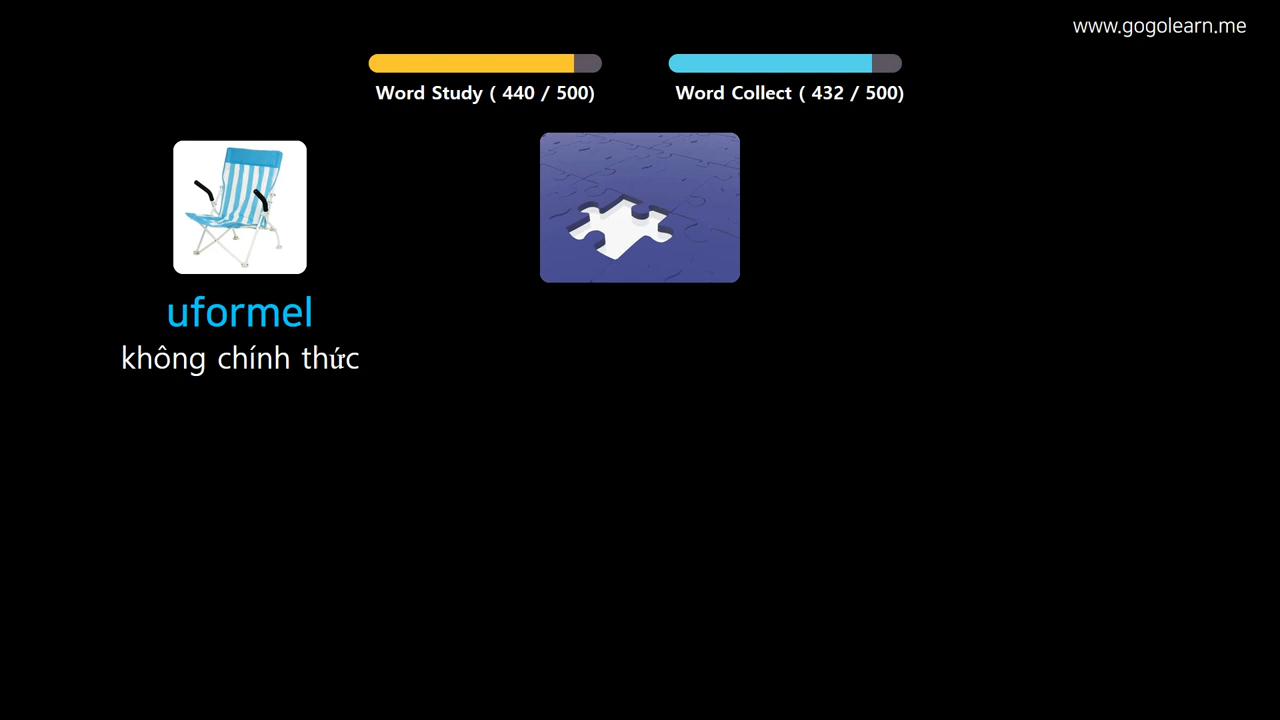 www.gogolearn.me
Word Study ( 440 / 500)
Word Collect ( 432 / 500)
uformel
không chính thức